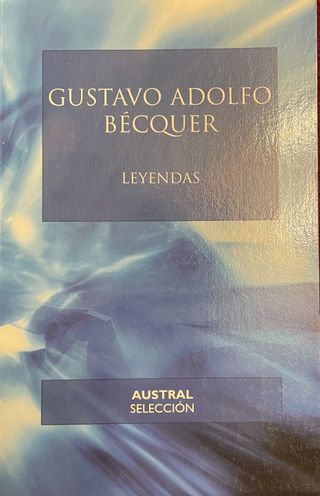 GUSTAVO ADOLFO
BÉCQUER
LEYENDAS
AUSTRAL
SELECCIÓN